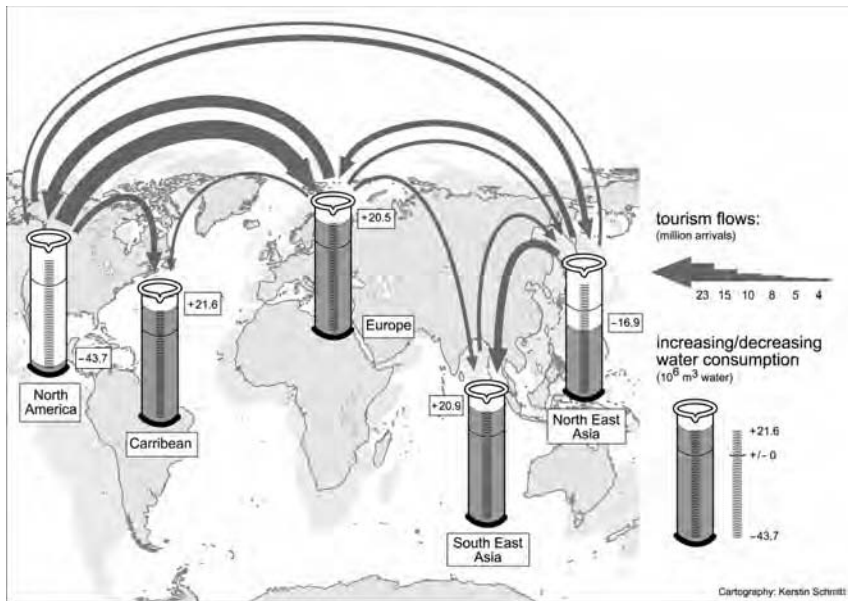 +20.5
tourism flows:
(million arrivals)
23 15 10 8 5 4
+21.6
-16.9
Europe
increasing/decreasing
water consumption
(10⁶ m³ water)
-43.7
North
America
+20.9
North East
Asia
Carribean
+21.6
+/- 0
South East
Asia
-43.7
Cartography: Kerstin Schmitt